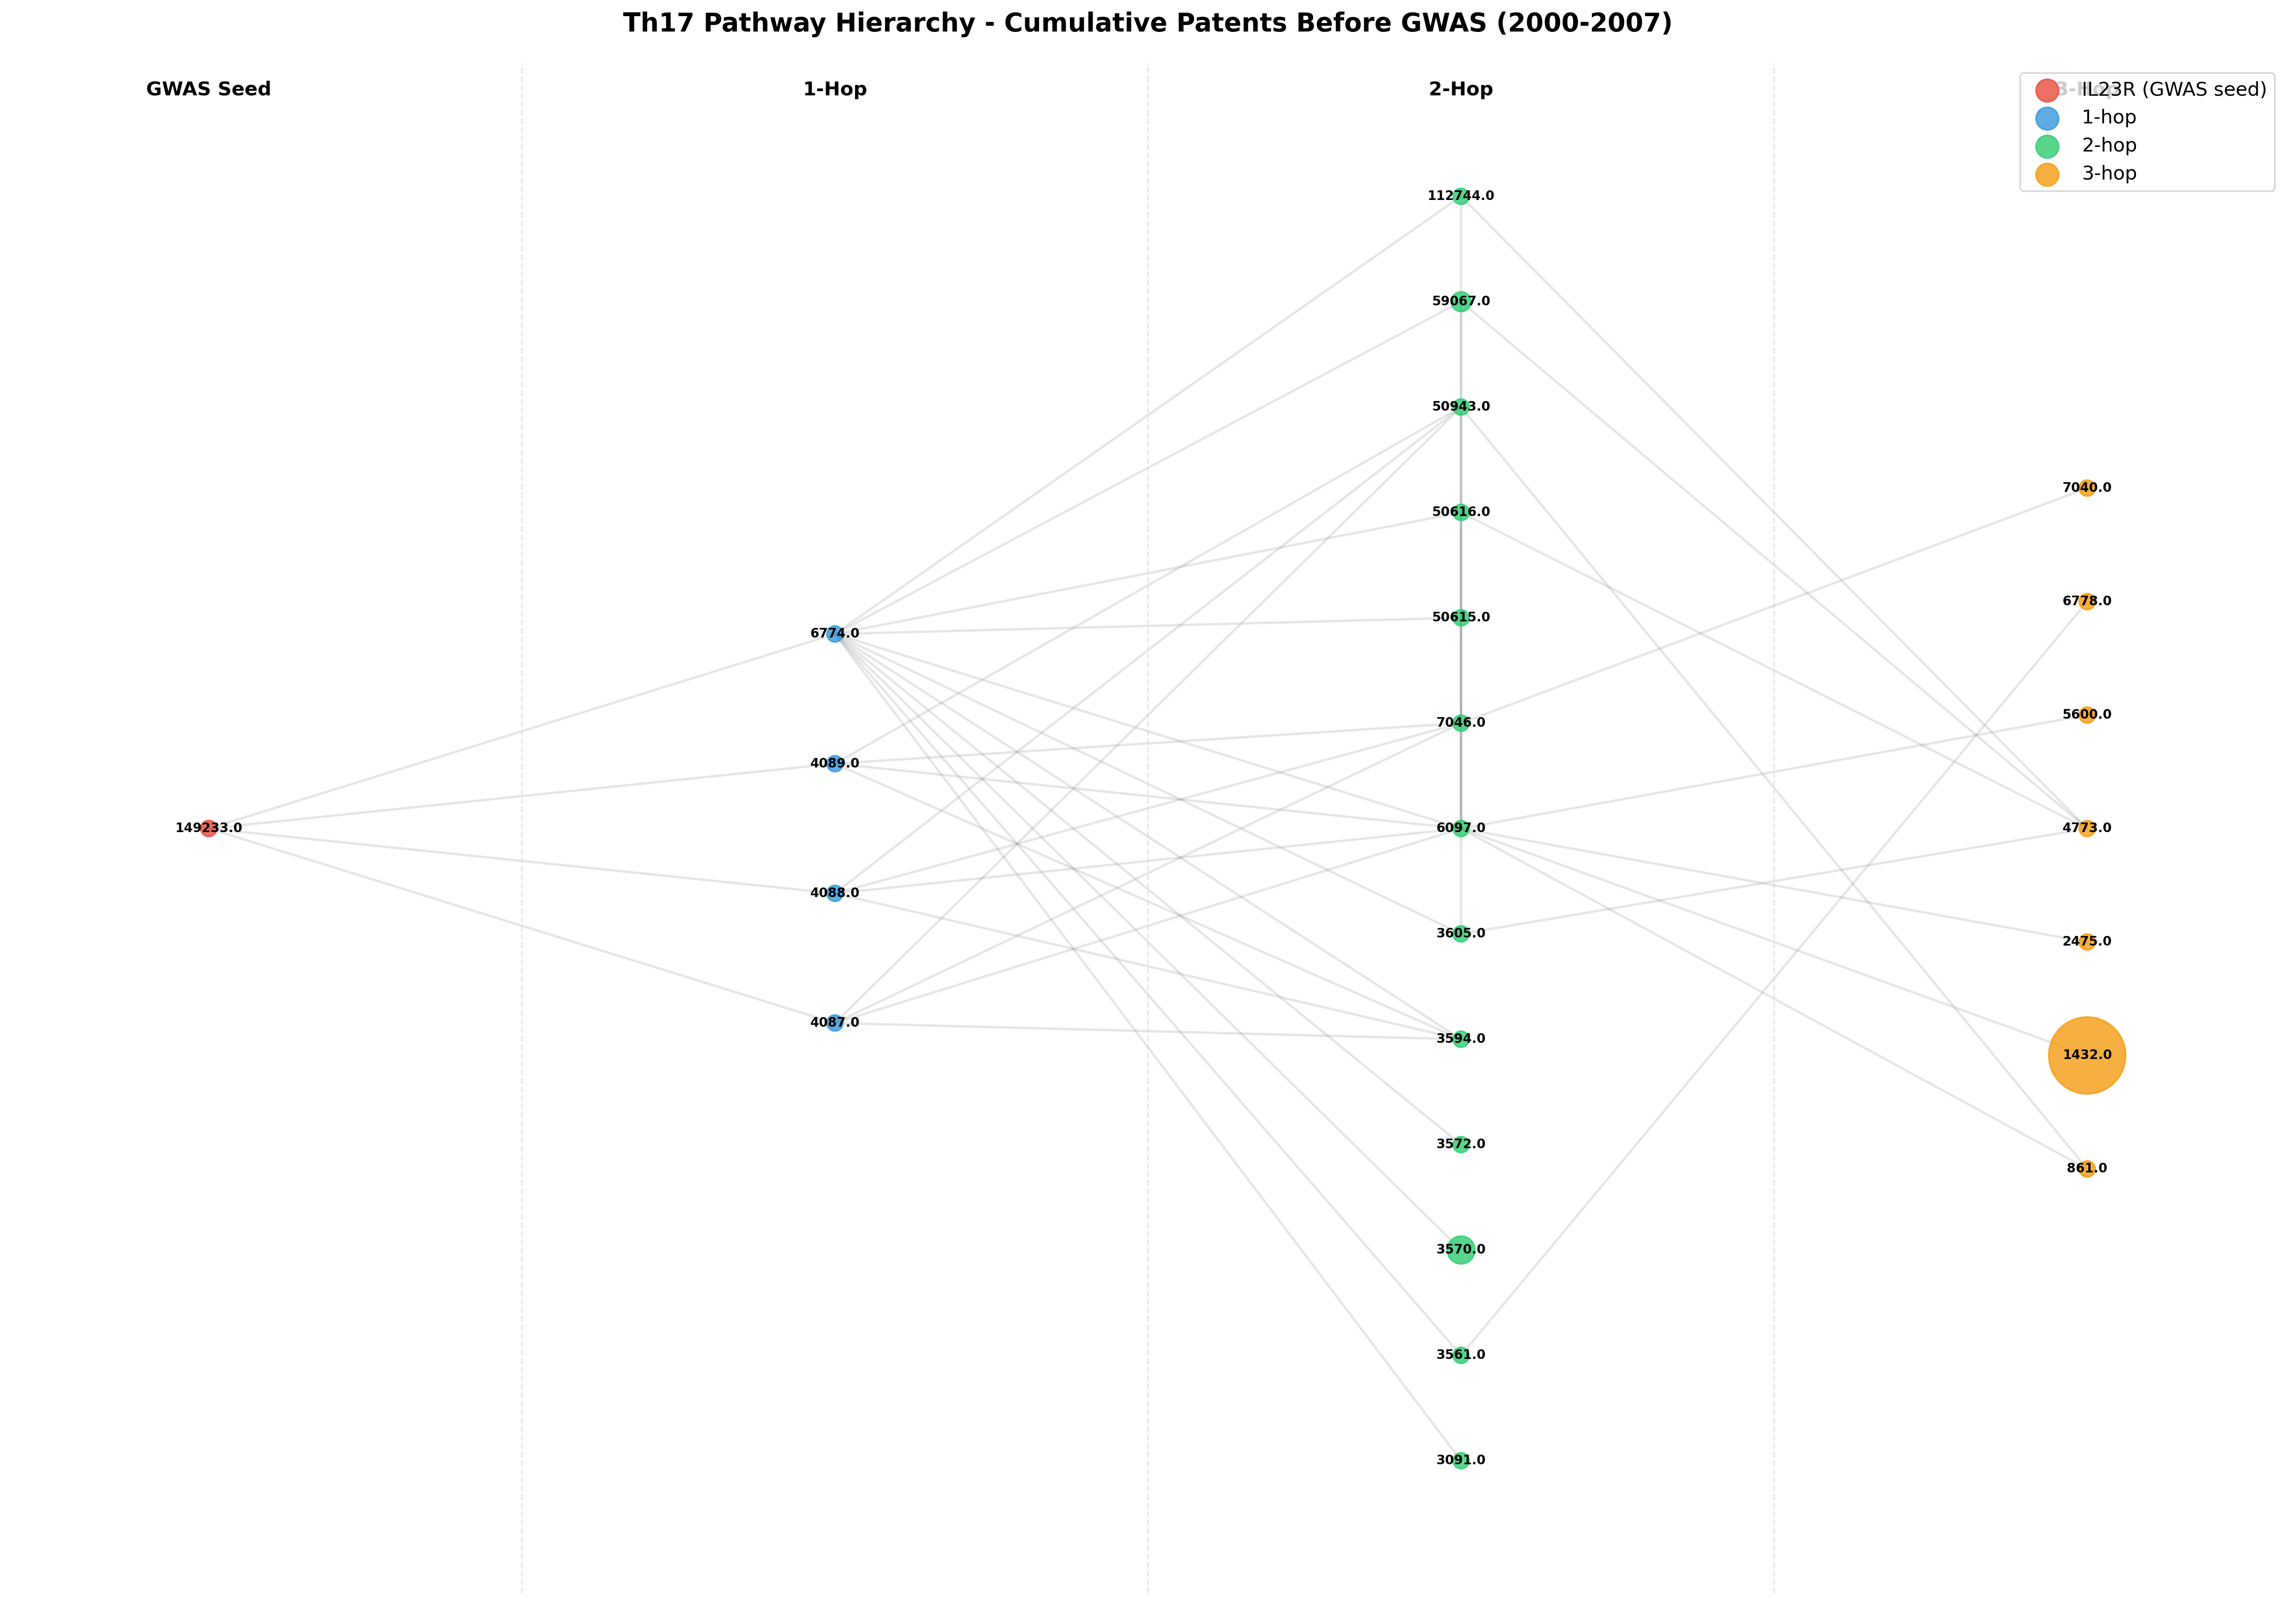 Th17 Pathway Hierarchy - Cumulative Patents Before GWAS (2000-2007)
GWAS Seed
1-Hop
2-Hop
3-Hop
IL23R (GWAS seed)
1-hop
2-hop
3-hop
149233.0
6774.0
4089.0
4088.0
4087.0
112744.0
59067.0
50943.0
50616.0
50615.0
7046.0
6097.0
3605.0
3594.0
3572.0
3570.0
3561.0
3091.0
7040.0
6778.0
5600.0
4773.0
2475.0
1432.0
861.0